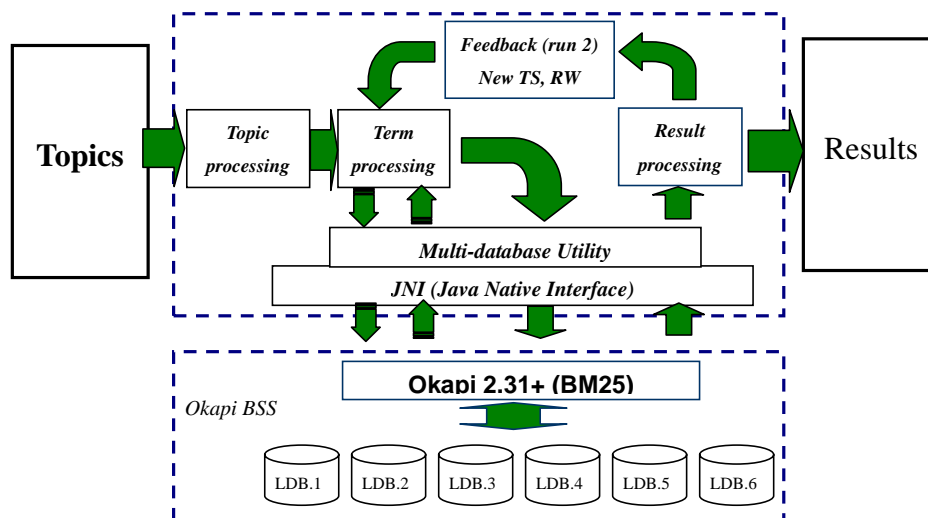 Feedback (run 2)
New TS, RW
Topics
Topic
processing
Term
processing
Result
processing
Results
Multi-database Utility
JNI (Java Native Interface)
Okapi 2.31+ (BM25)
Okapi BSS
LDB.1
LDB.2
LDB.3
LDB.4
LDB.5
LDB.6